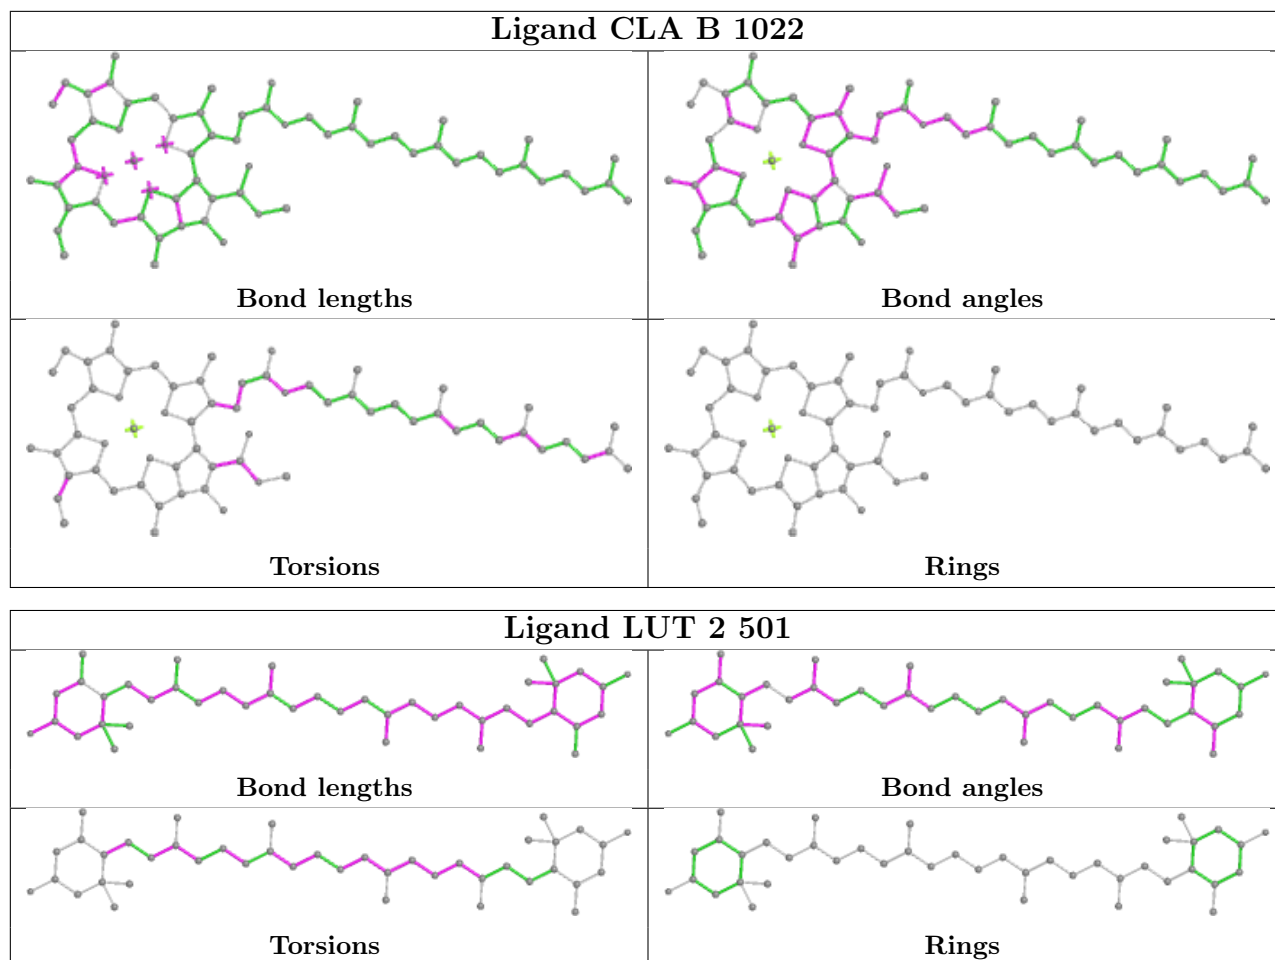 Ligand CLA B 1022
Bond lengths
Bond angles
Torsions
Rings
Ligand LUT 2 501
Bond lengths
Bond angles
Torsions
Rings